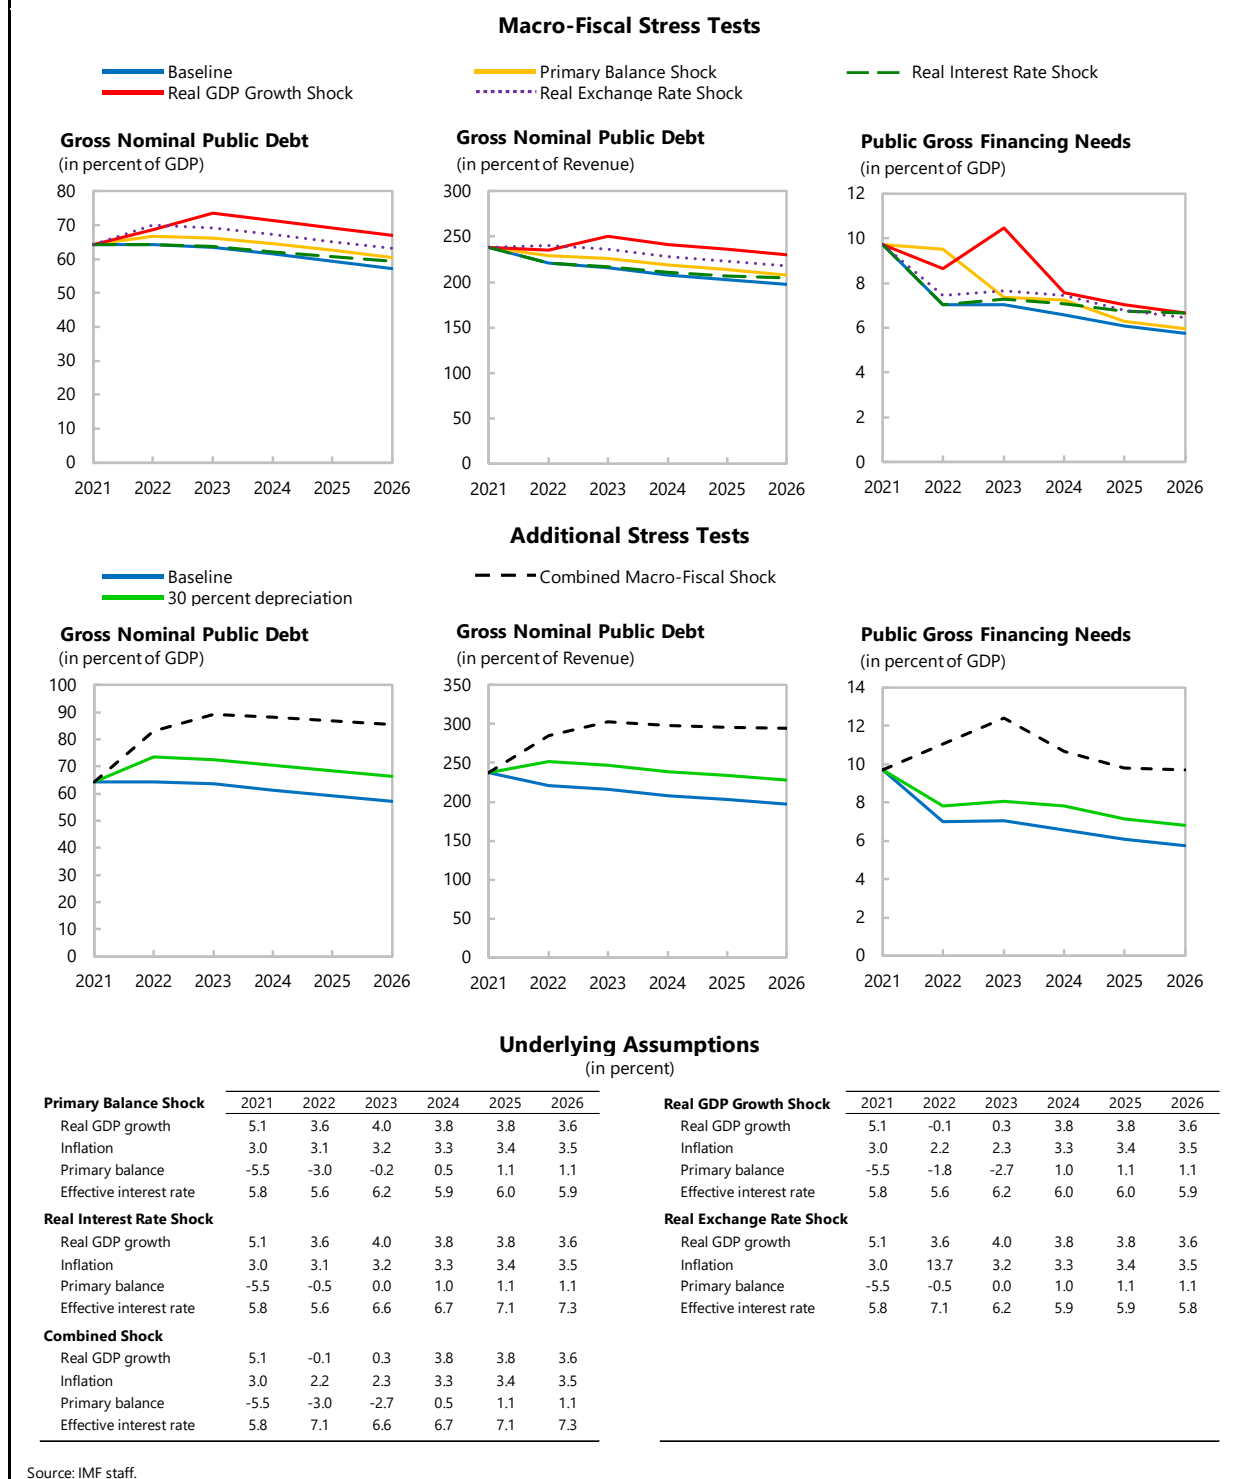 Macro-Fiscal Stress Tests
Baseline Primary Balance Shock Real Interest Rate Shock
Real GDP Growth Shock Real Exchange Rate Shock
Gross Nominal Public Debt
(in percent of GDP)
80
70
60
50
40
30
20
10
0
2021 2022 2023 2024 2025 2026
Gross Nominal Public Debt
(in percent of Revenue)
300
250
200
150
100
50
0
2021 2022 2023 2024 2025 2026
Public Gross Financing Needs
(in percent of GDP)
12
10
8
6
4
2
0
2021 2022 2023 2024 2025 2026
Additional Stress Tests
Baseline Combined Macro-Fiscal Shock
30 percent depreciation
Gross Nominal Public Debt
(in percent of GDP)
100
90
80
70
60
50
40
30
20
10
0
2021 2022 2023 2024 2025 2026
Gross Nominal Public Debt
(in percent of Revenue)
350
300
250
200
150
100
50
0
2021 2022 2023 2024 2025 2026
Public Gross Financing Needs
(in percent of GDP)
14
12
10
8
6
4
2
0
2021 2022 2023 2024 2025 2026
Underlying Assumptions
(in percent)
Primary Balance Shock 2021 2022 2023 2024 2025 2026
Real GDP growth 5.1 3.6 4.0 3.8 3.8 3.6
Inflation 3.0 3.1 3.2 3.3 3.4 3.5
Primary balance -5.5 -3.0 -0.2 0.5 1.1 1.1
Effective interest rate 5.8 5.6 6.2 5.9 6.0 5.9
Real Interest Rate Shock
Real GDP growth 5.1 3.6 4.0 3.8 3.8 3.6
Inflation 3.0 3.1 3.2 3.3 3.4 3.5
Primary balance -5.5 -0.5 0.0 1.0 1.1 1.1
Effective interest rate 5.8 5.6 6.6 6.7 7.1 7.3
Combined Shock
Real GDP growth 5.1 -0.1 0.3 3.8 3.8 3.6
Inflation 3.0 2.2 2.3 3.3 3.4 3.5
Primary balance -5.5 -3.0 -2.7 0.5 1.1 1.1
Effective interest rate 5.8 7.1 6.6 6.7 7.1 7.3
Real GDP Growth Shock 2021 2022 2023 2024 2025 2026
Real GDP growth 5.1 -0.1 0.3 3.8 3.8 3.6
Inflation 3.0 2.2 2.3 3.3 3.4 3.5
Primary balance -5.5 -1.8 -2.7 1.0 1.1 1.1
Effective interest rate 5.8 5.6 6.2 6.0 6.0 5.9
Real Exchange Rate Shock
Real GDP growth 5.1 3.6 4.0 3.8 3.8 3.6
Inflation 3.0 13.7 3.2 3.3 3.4 3.5
Primary balance -5.5 -0.5 0.0 1.0 1.1 1.1
Effective interest rate 5.8 7.1 6.2 5.9 5.9 5.8
Source: IMF staff.